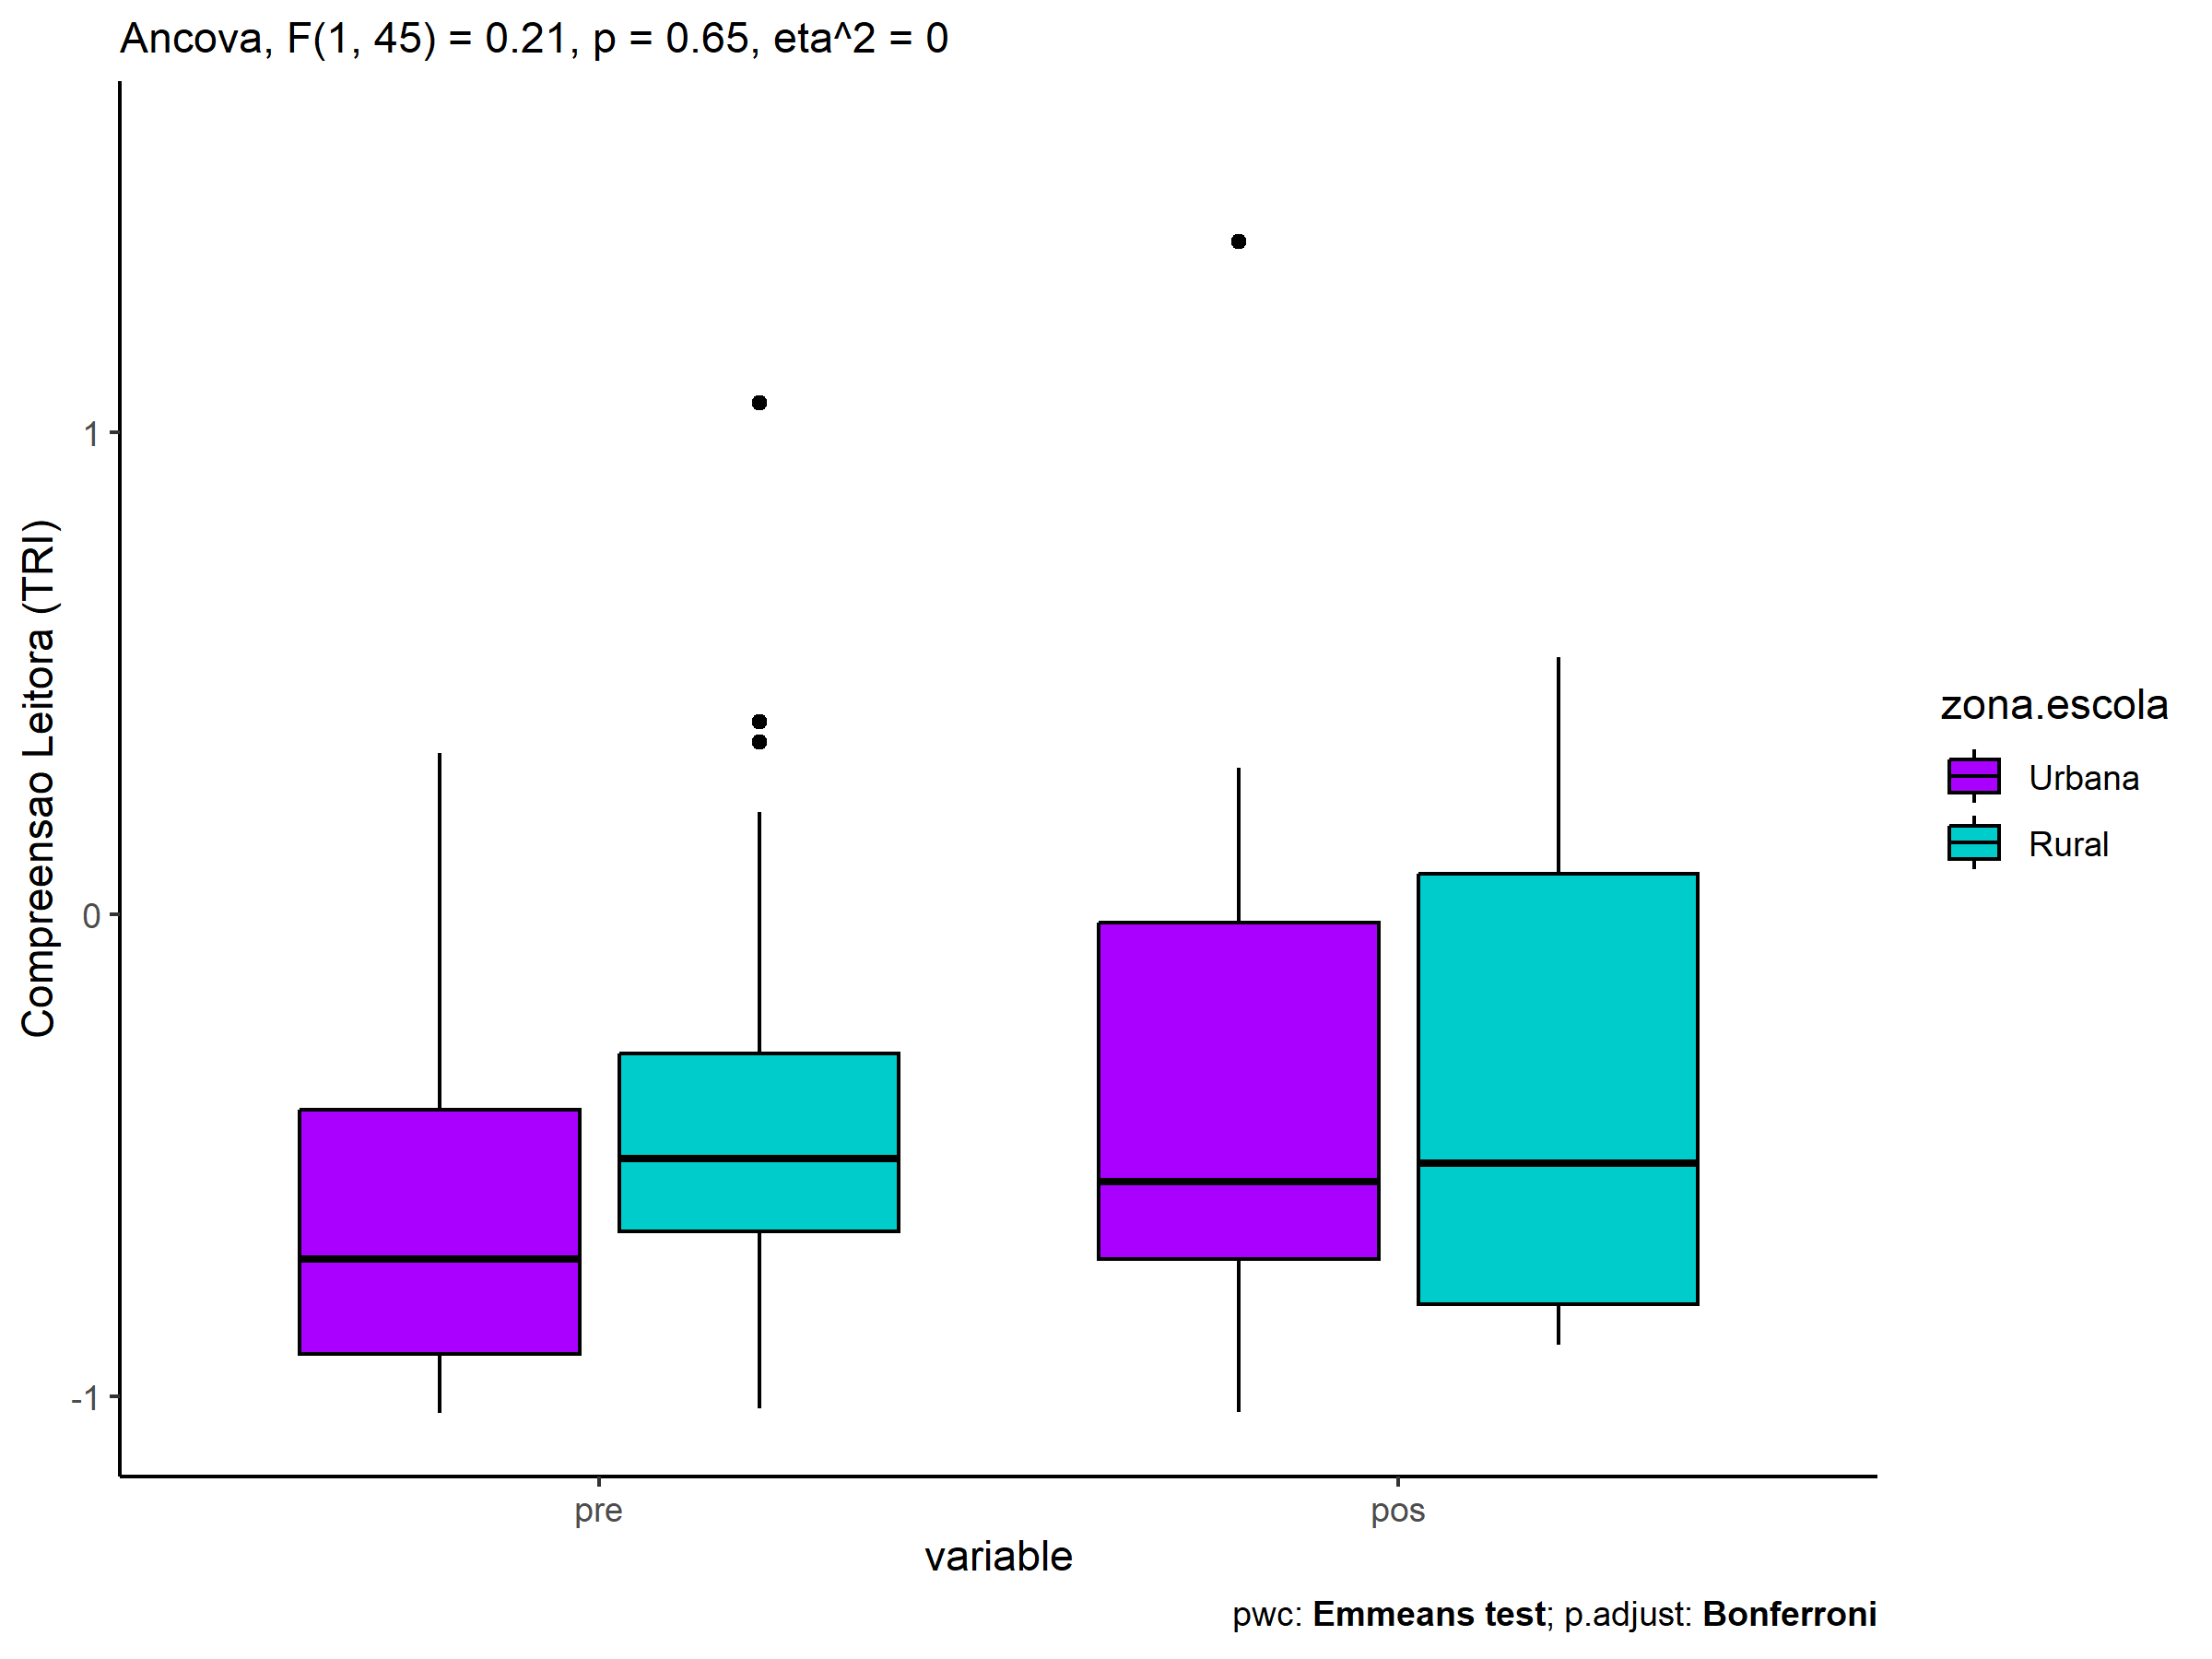 Ancova, F(1, 45) = 0.21, p = 0.65, eta^2 = 0
Compreensao Leitora (TRI)
1
0
-1
pre
pos
variable
zona.escola
Urbana
Rural
pwc: Emmeans test; p.adjust: Bonferroni